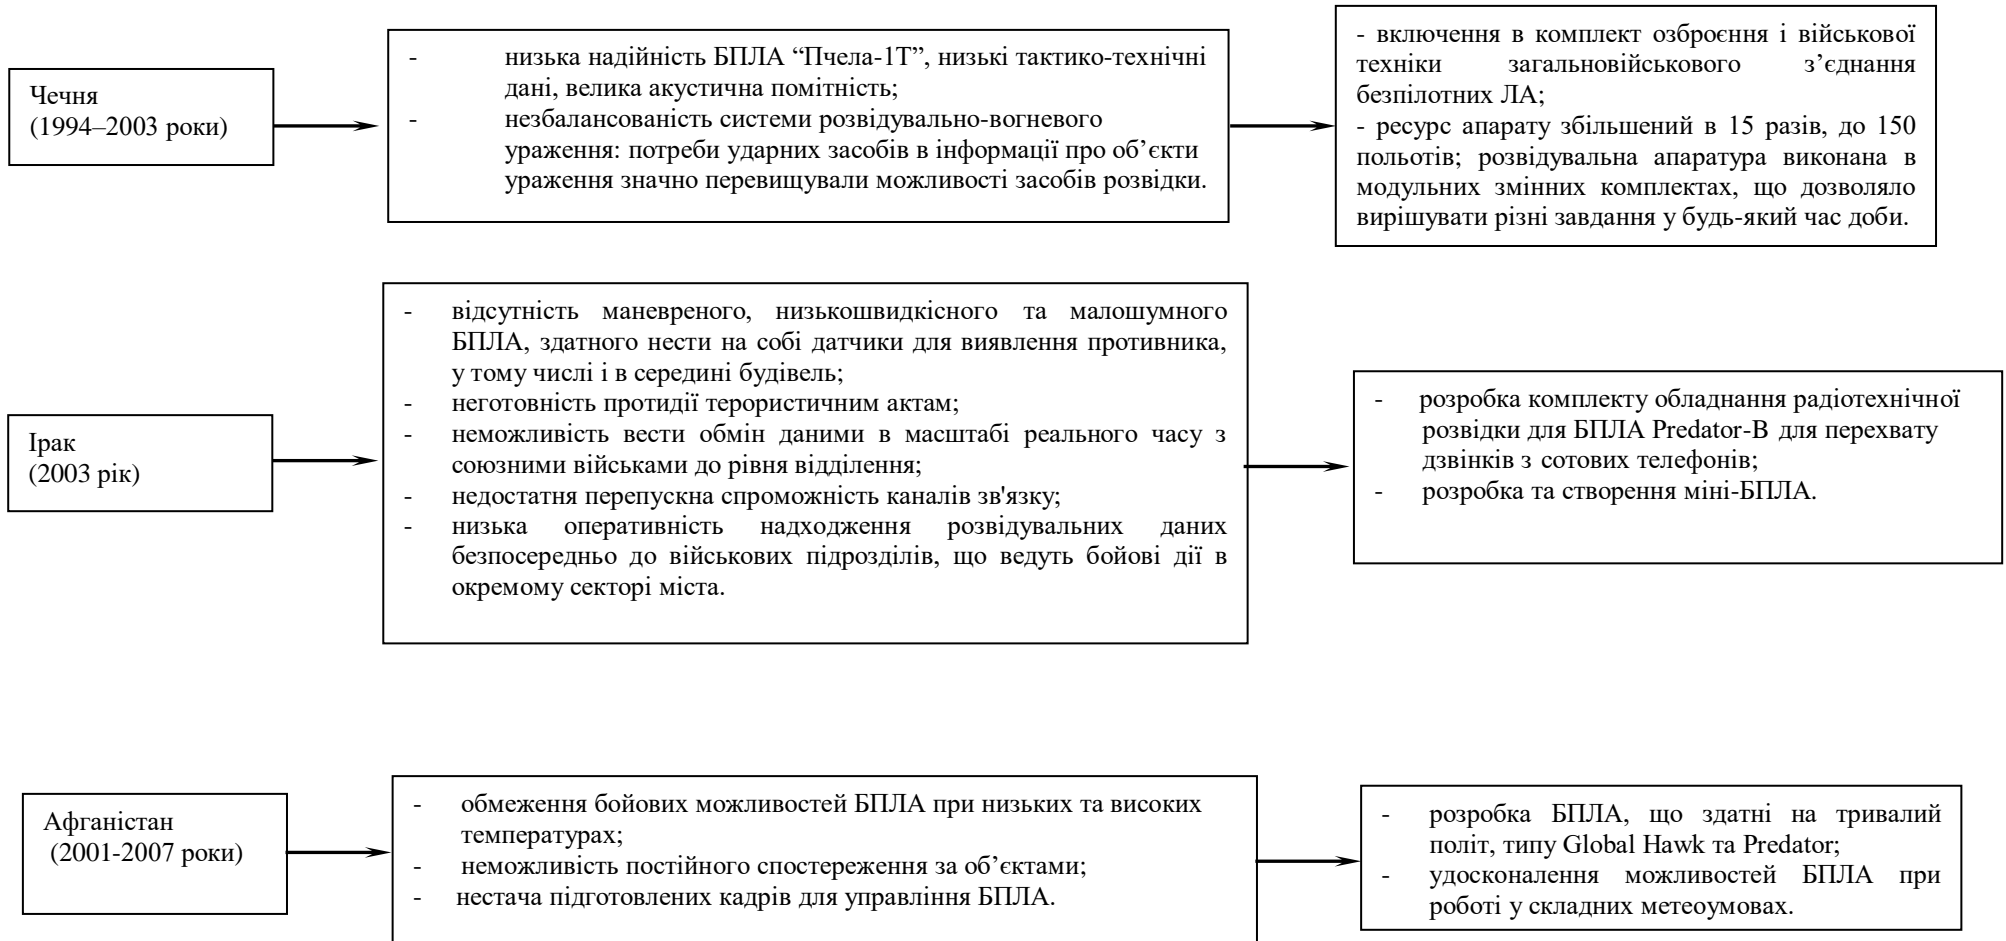 Чечня
(1994–2003 роки)
- низька надійність БПЛА “Пчела-1Т”, низькі тактико-технічні
дані, велика акустична помітність;
- незбалансованість системи розвідувально-вогневого
ураження: потреби ударних засобів в інформації про об’єкти
ураження значно перевищували можливості засобів розвідки.
- включення в комплект озброєння і військової
техніки загальновійськового з’єднання
безпілотних ЛА;
- ресурс апарату збільшений в 15 разів, до 150
польотів; розвідувальна апаратура виконана в
модульних змінних комплектах, що дозволяло
вирішувати різні завдання у будь-який час доби.
Ірак
(2003 рік)
- відсутність маневреного, низькошвидкісного та малошумного
БПЛА, здатного нести на собі датчики для виявлення противника,
у тому числі і в середині будівель;
- неготовність протидії терористичним актам;
- неможливість вести обмін даними в масштабі реального часу з
союзними військами до рівня відділення;
- недостатня перепускна спроможність каналів зв'язку;
- низька оперативність надходження розвідувальних даних
безпосередньо до військових підрозділів, що ведуть бойові дії в
окремому секторі міста.
- розробка комплекту обладнання радіотехнічної
розвідки для БПЛА Predator-B для перехвату
дзвінків з сотових телефонів;
- розробка та створення міні-БПЛА.
Афганістан
(2001-2007 роки)
- обмеження бойових можливостей БПЛА при низьких та високих
температурах;
- неможливість постійного спостереження за об’єктами;
- нестача підготовлених кадрів для управління БПЛА.
- розробка БПЛА, що здатні на тривалий
політ, типу Global Hawk та Predator;
- удосконалення можливостей БПЛА при
роботі у складних метеоумовах.